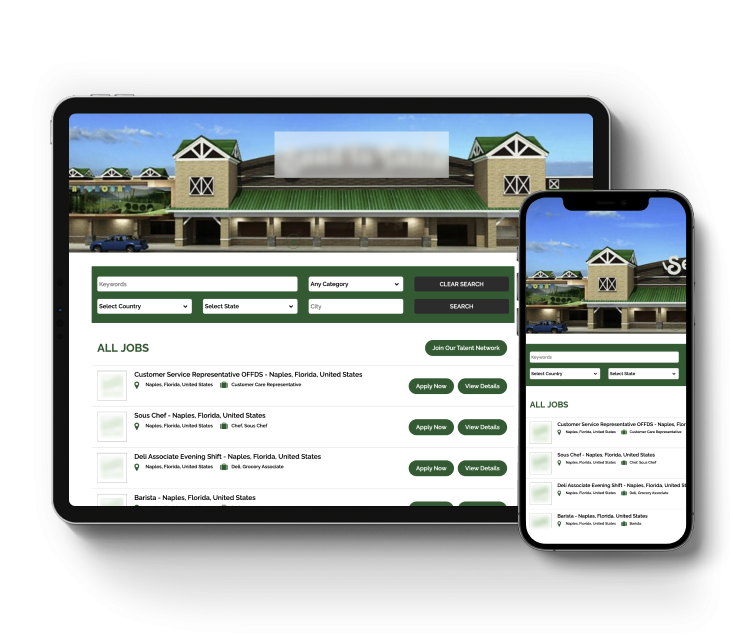 Keywords
Any Category
CLEAR SEARCH
Select Country
Select State
City
SEARCH
ALL JOBS
Join Our Talent Network
Customer Service Representative OFFDS - Naples, Florida, United States
Naples, Florida, United States Customer Care Representative
Apply Now View Details
Sous Chef - Naples, Florida, United States
Naples, Florida, United States Chef, Sous Chef
Apply Now View Details
Deli Associate Evening Shift - Naples, Florida, United States
Naples, Florida, United States Deli, Grocery Associate
Apply Now View Details
Barista - Naples, Florida, United States
Se
Keywords
Select Country
Select State
ALL JOBS
Customer Service Representative OFFDS - Naples, Flor
Naples, Florida, United States Customer Care Representative
Sous Chef - Naples, Florida, United States
Naples, Florida, United States Chef, Sous Chef
Deli Associate Evening Shift - Naples, Florida, United S
Naples, Florida, United States Deli, Grocery Associate
Barista - Naples, Florida, United States
Naples, Florida, United States Barista